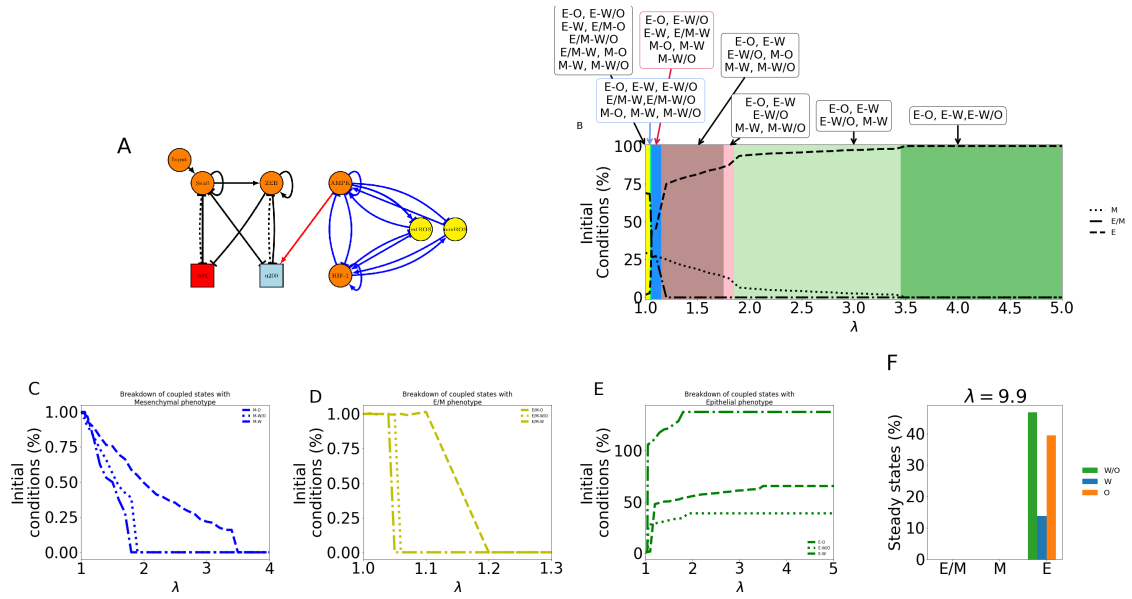 A
Input
Snail
ZEB
AMPK
mtROS
noxROS
u200
HIF-1
E-O, E-W/O
E-W, E/M-O
E/M-W/O
E/M-W, M-O
M-W, M-W/O
E-O, E-W/O
E-W, E/M-W
M-O, M-W
M-W/O
E-O, E-W, E-W/O
E/M-W,E/M-W/O
M-O, M-W, M-W/O
E-O, E-W
E-W/O, M-O
M-W, M-W/O
E-O, E-W
E-W/O
M-W, M-W/O
E-O, E-W
E-W/O, M-W
E-O, E-W,E-W/O
B
100
75
50
25
0
Initial
Conditions (%)
1.0 1.5 2.0 2.5 3.0 3.5 4.0 4.5 5.0
λ
M
E/M
E
C
Breakdown of coupled states with
Mesenchymal phenotype
M-O
M-W/O
M-W
1.00
0.75
0.50
0.25
0.00
Initial
conditions (%)
1 2 3 4
λ
D
Breakdown of coupled states with
E/M phenotype
E/M-O
E/M-W/O
E/M-W
1.00
0.75
0.50
0.25
0.00
Initial
conditions (%)
1.0 1.1 1.2 1.3
λ
E
Breakdown of coupled states with
Epithelial phenotype
100
50
0
Initial
conditions (%)
E-O
E-W/O
E-W
1 2 3 4 5
λ
F
λ = 9.9
40
30
20
10
0
Steady states (%)
E/M M E
W/O
W
O